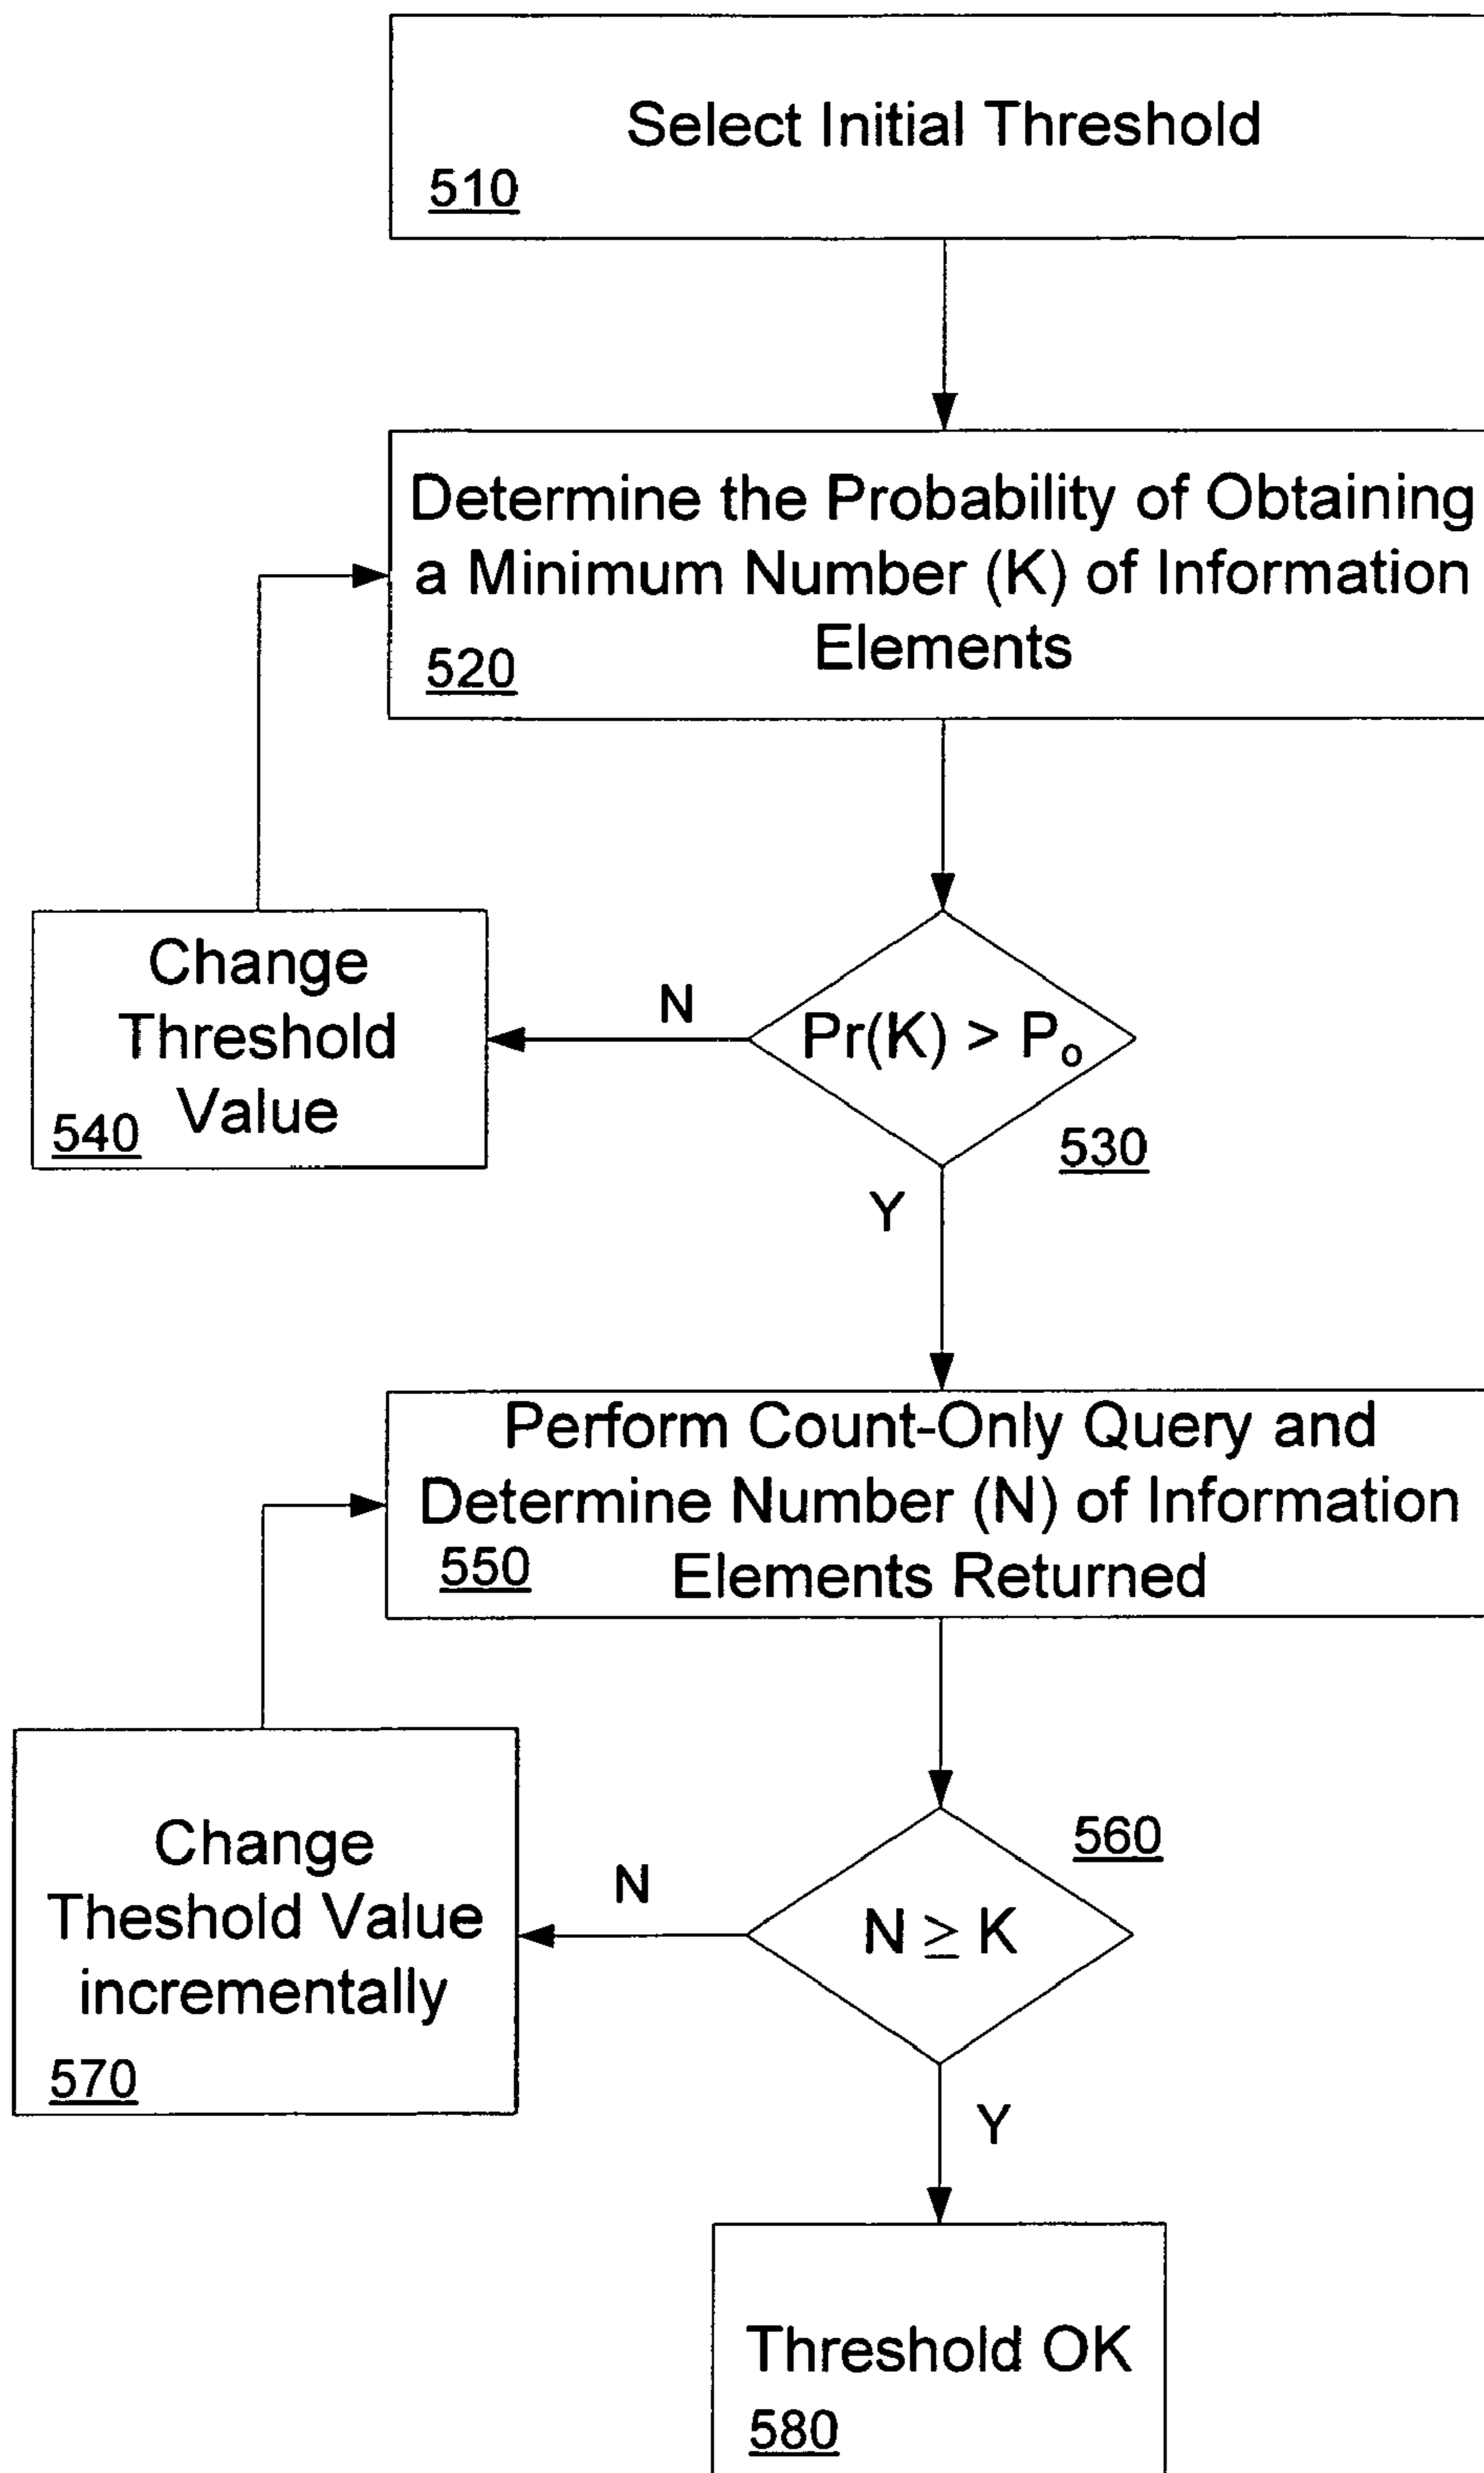 Select Initial Threshold
510
Determine the Probability of Obtaining
a Minimum Number (K) of Information
Elements
520
Change
Threshold
Value
540
N
Pr(K) > Po
530
Y
Perform Count-Only Query and
Determine Number (N) of Information
Elements Returned
550
Change
Theshold Value
incrementally
570
N
N ≥ K
560
Y
Threshold OK
580